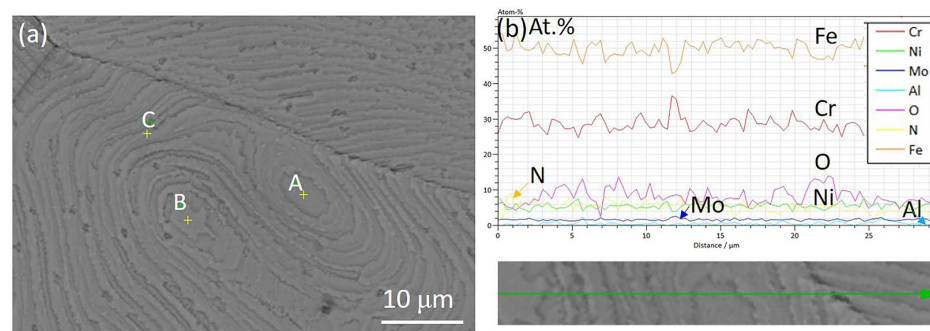 (a)
C
A
B
10 μm
Atom-%
(b) At.%
Fe
Cr
O
N
Ni
Mo
Al
50
40
30
20
10
0
0
5
10
15
20
25
Distance / μm
Cr
Ni
Mo
Al
O
N
Fe